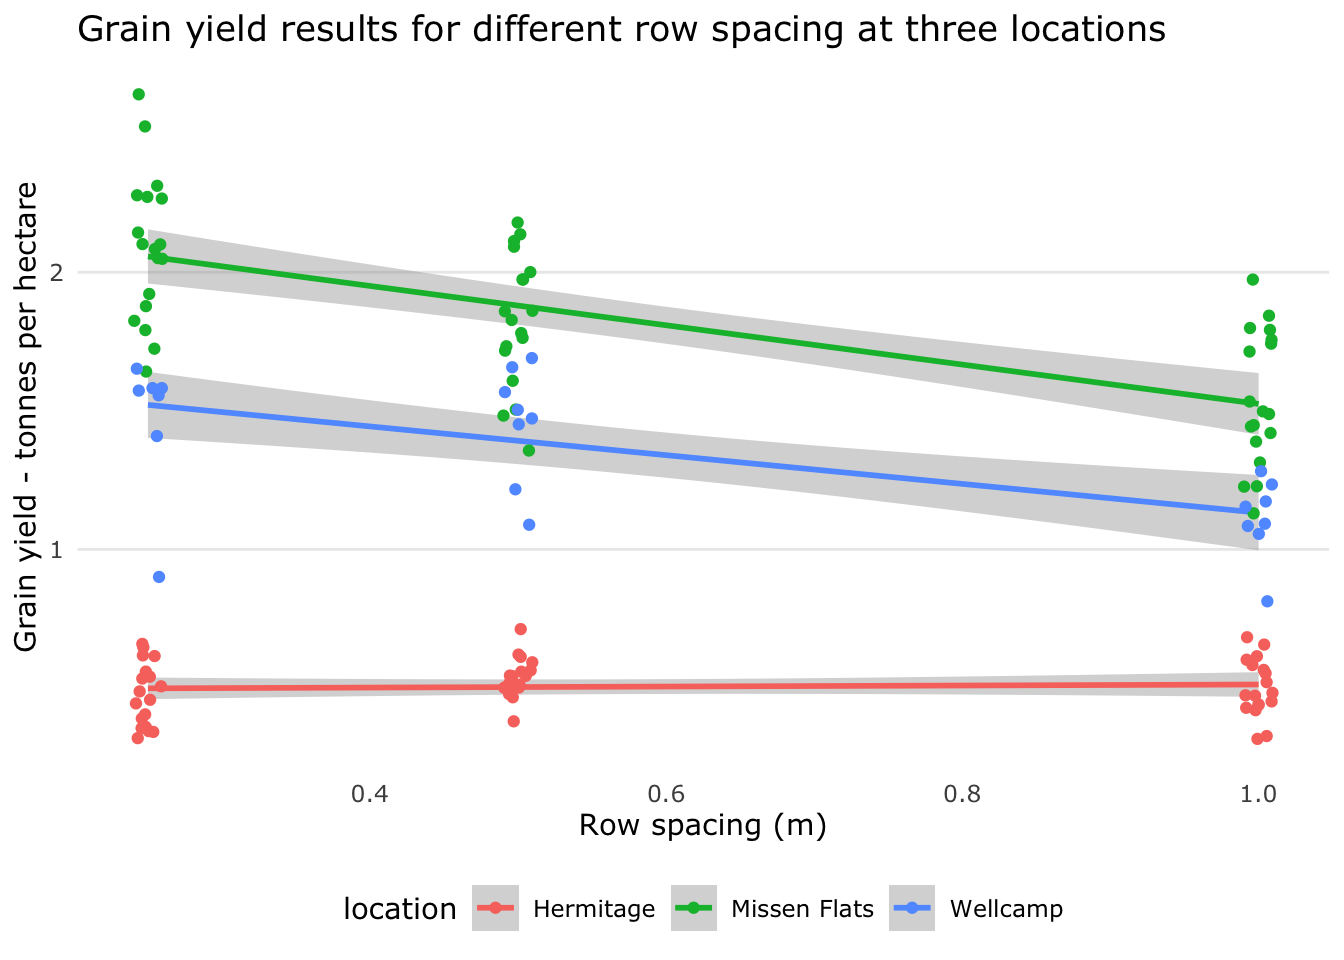 Grain yield results for different row spacing at three locations
Grain yield - tonnes per hectare
2
1
0.4 0.6 0.8 1.0
Row spacing (m)
location Hermitage Missen Flats Wellcamp